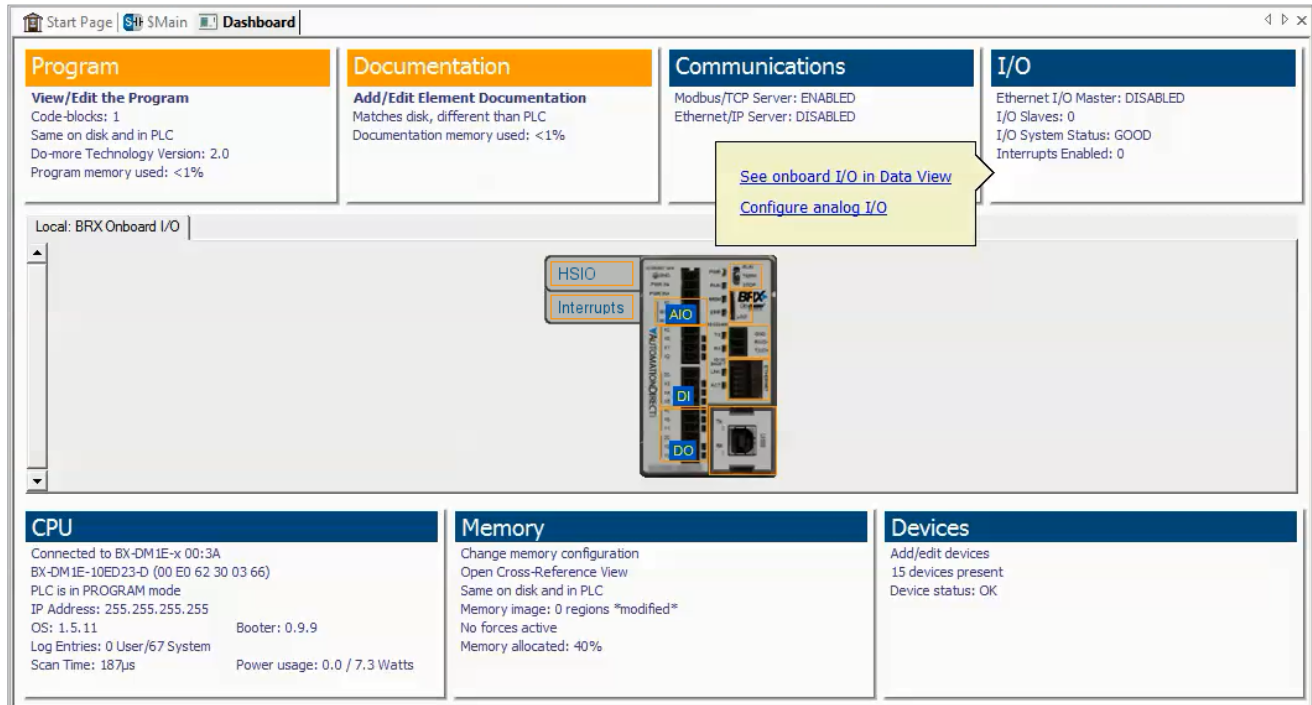 Start Page $Main Dashboard
Program
View/Edit the Program
Code-blocks: 1
Same on disk and in PLC
Do-more Technology Version: 2.0
Program memory used: <1%
Documentation
Add/Edit Element Documentation
Matches disk, different than PLC
Documentation memory used: <1%
Communications
Modbus/TCP Server: ENABLED
Ethernet/IP Server: DISABLED
I/O
Ethernet I/O Master: DISABLED
I/O Slaves: 0
I/O System Status: GOOD
Interrupts Enabled: 0
See onboard I/O in Data View
Configure analog I/O
Local: BRX Onboard I/O
HSIO
Interrupts
AIO
DI
DO
BRX
AUTOMATIONDIRECT
CPU
Connected to BX-DM1E-x 00:3A
BX-DM1E-10ED23-D (00 E0 62 30 03 66)
PLC is in PROGRAM mode
IP Address: 255.255.255.255
OS: 1.5.11 Booter: 0.9.9
Log Entries: 0 User/67 System
Scan Time: 187µs Power usage: 0.0 / 7.3 Watts
Memory
Change memory configuration
Open Cross-Reference View
Same on disk and in PLC
Memory image: 0 regions *modified*
No forces active
Memory allocated: 40%
Devices
Add/edit devices
15 devices present
Device status: OK